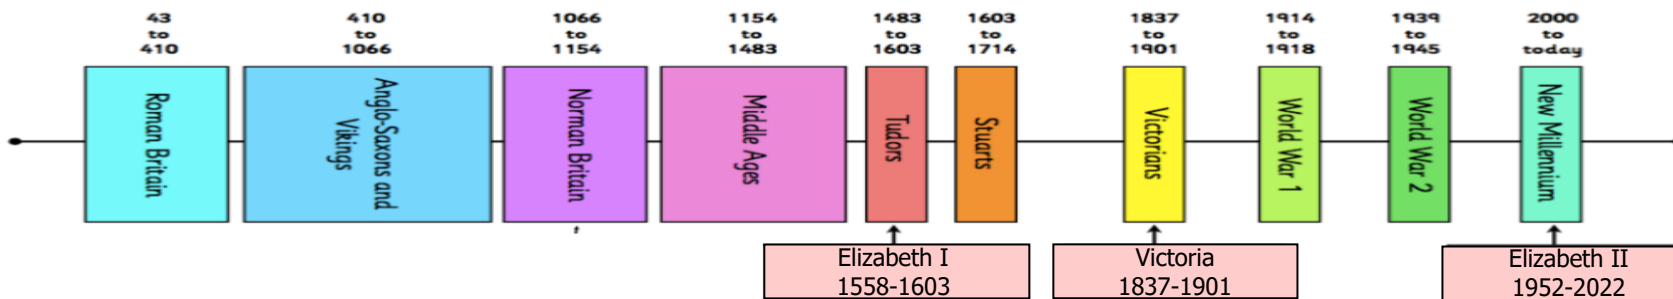 43
to
410
410
to
1066
1066
to
1154
1154
to
1483
1483
to
1603
1603
to
1714
1837
to
1901
1914
to
1918
1939
to
1945
2000
to
today
Roman Britain
Anglo-Saxons and
Vikings
Norman Britain
Middle Ages
Tudors
Stuarts
Victorians
World War 1
World War 2
New Millennium
Elizabeth I
1558-1603
Victoria
1837-1901
Elizabeth II
1952-2022